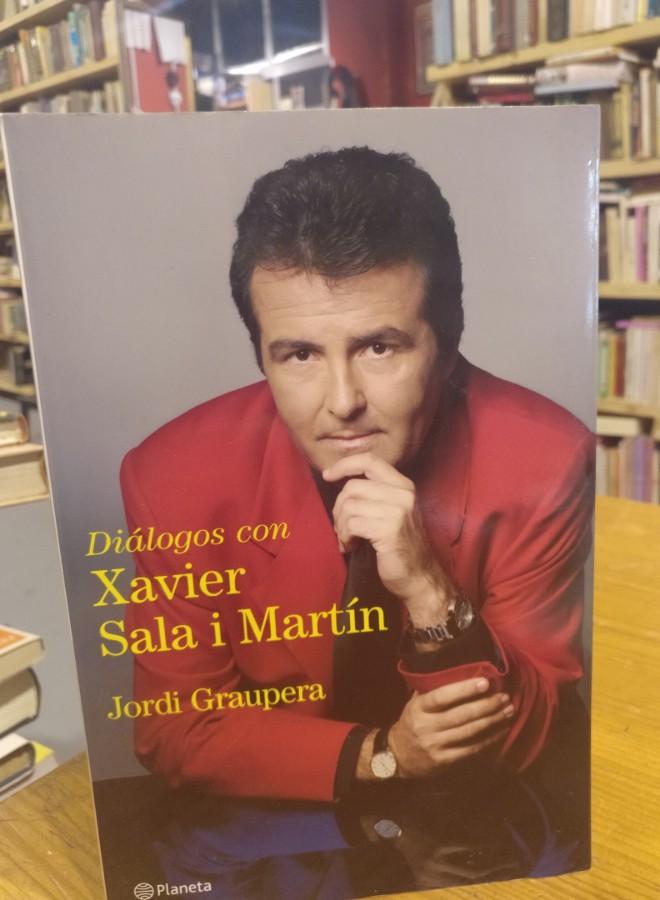 Diálogos con
Xavier
Sala i Martín
Jordi Graupera
Planeta